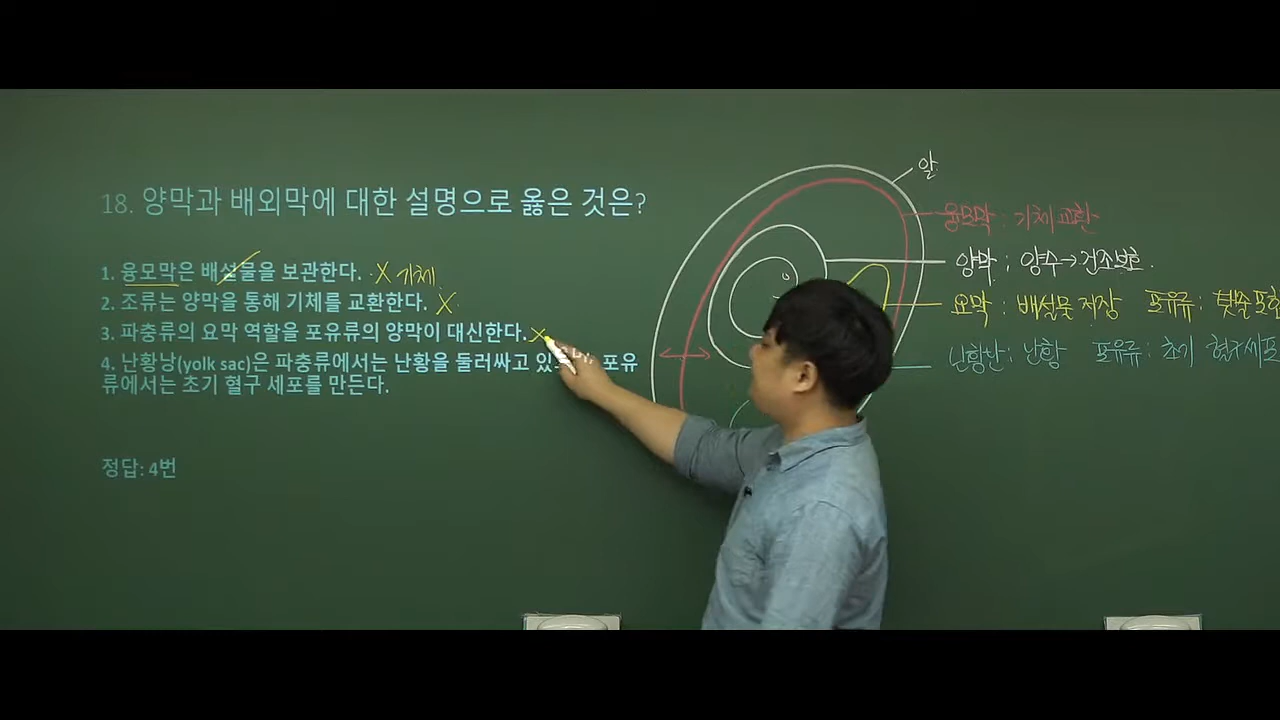 18. 양막과 배외막에 대한 설명으로 옳은 것은?
1. 융모막은 배설물을 보관한다. X 기체
2. 조류는 양막을 통해 기체를 교환한다. X
3. 파충류의 요막 역할을 포유류의 양막이 대신한다. X
4. 난황낭(yolk sac)은 파충류에서는 난황을 둘러싸고 있 포유
류에서는 초기 혈구 세포를 만든다.
정답: 4번
알
융모막 : 기체 교환
양막 : 양수→건조보호.
요막 : 배설물 저장 포유류 : 탯줄 포함
난황낭 : 난황 포유류 : 초기 혈구세포